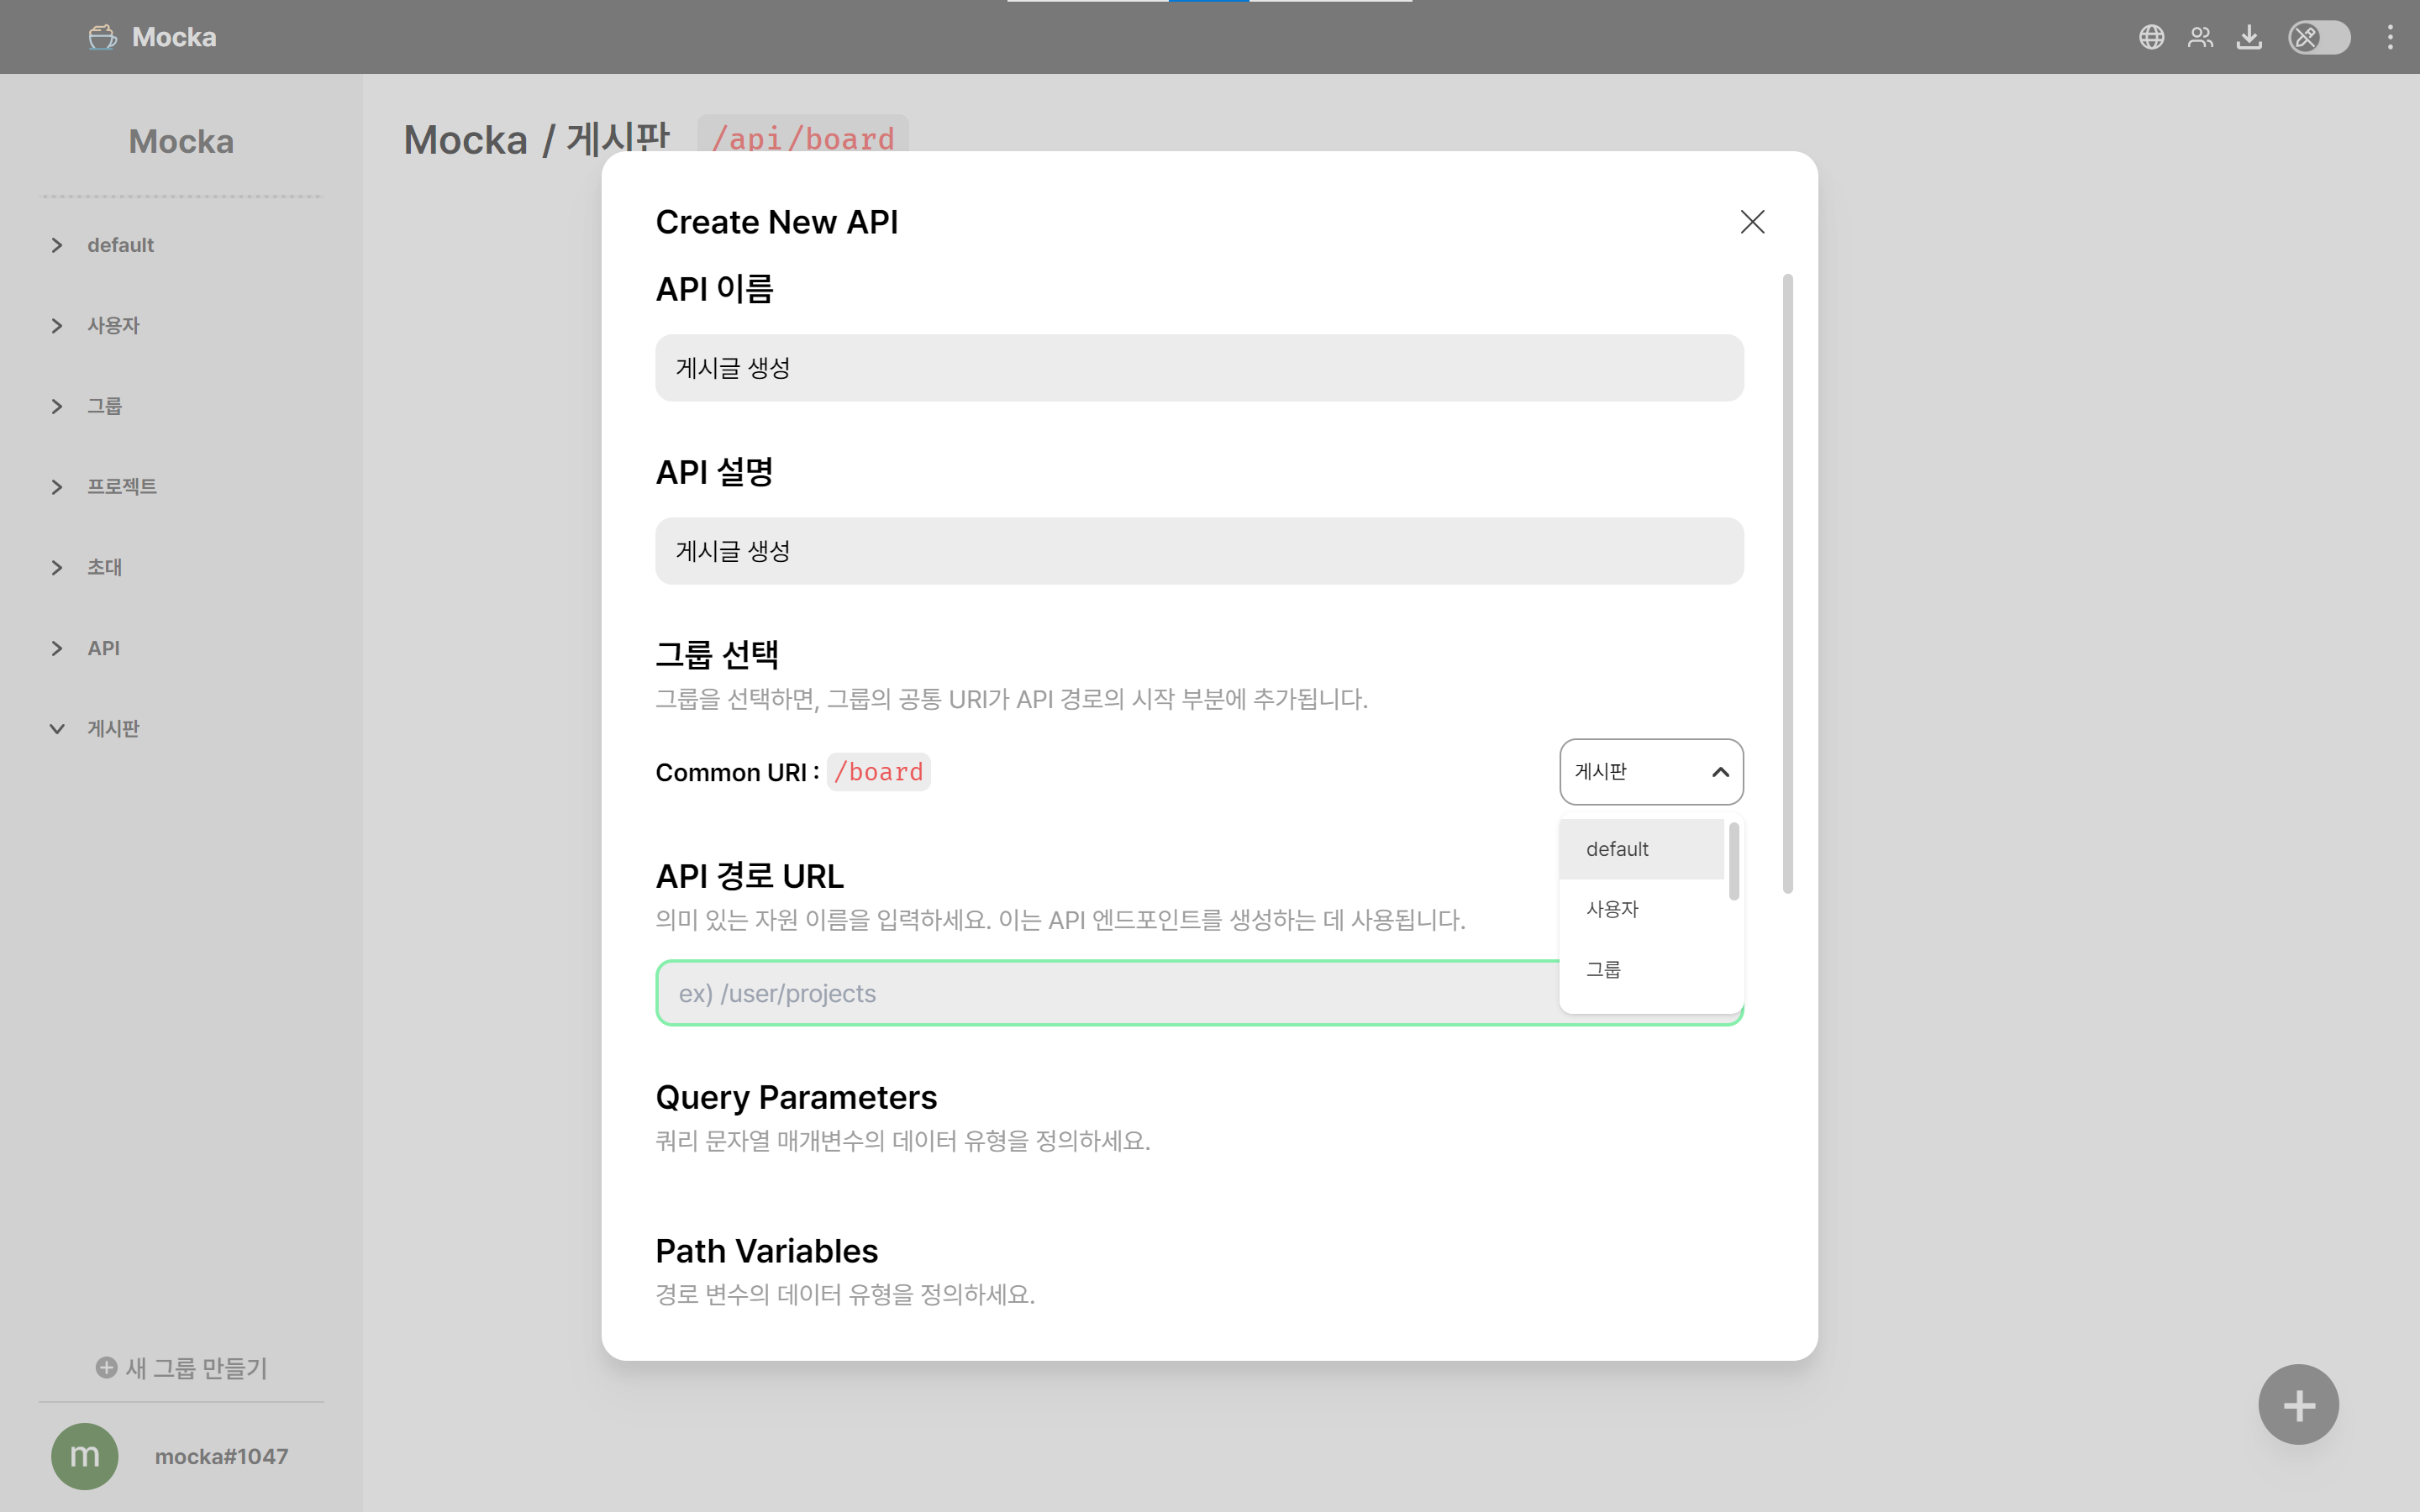 Mocka
Mocka
default
사용자
그룹
프로젝트
초대
API
게시판
새 그룹 만들기
m
mocka#1047
Mocka / 게시판 /api/board
Create New API
API 이름
게시글 생성
API 설명
게시글 생성
그룹 선택
그룹을 선택하면, 그룹의 공통 URI가 API 경로의 시작 부분에 추가됩니다.
Common URI : /board
게시판
default
사용자
그룹
API 경로 URL
의미 있는 자원 이름을 입력하세요. 이는 API 엔드포인트를 생성하는 데 사용됩니다.
ex) /user/projects
Query Parameters
쿼리 문자열 매개변수의 데이터 유형을 정의하세요.
Path Variables
경로 변수의 데이터 유형을 정의하세요.